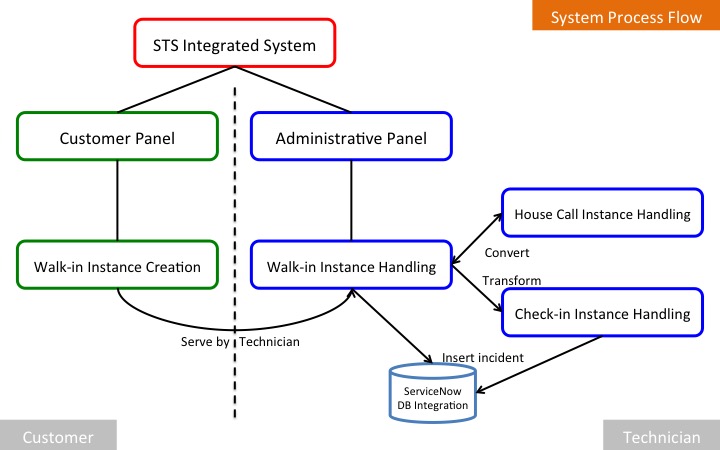 System Process Flow
STS Integrated System
Customer Panel
Administrative Panel
House Call Instance Handling
Convert
Walk-in Instance Creation
Walk-in Instance Handling
Transform
Check-in Instance Handling
Serve by Technician
Insert incident
ServiceNow
DB Integration
Customer
Technician